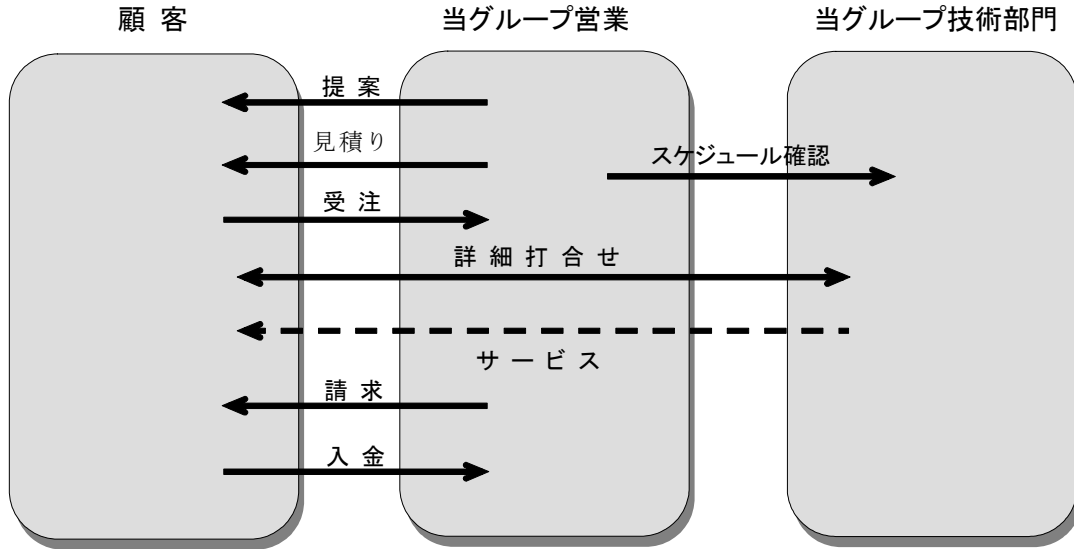 顧 客
当グループ営業
当グループ技術部門
提 案
見積り
スケジュール確認
受 注
詳 細 打 合 せ
サ ー ビ ス
請 求
入 金